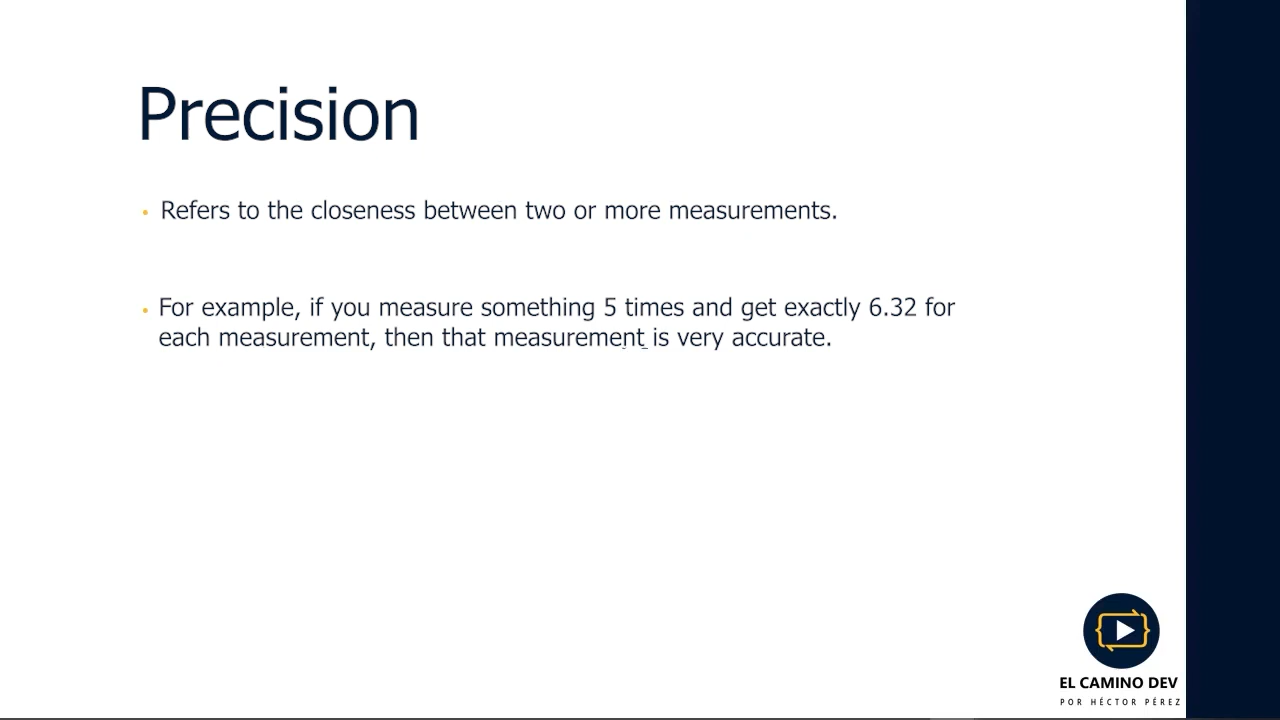 Precision
• Refers to the closeness between two or more measurements.
• For example, if you measure something 5 times and get exactly 6.32 for
each measurement, then that measurement is very accurate.
EL CAMINO DEV
POR HÉCTOR PÉREZ